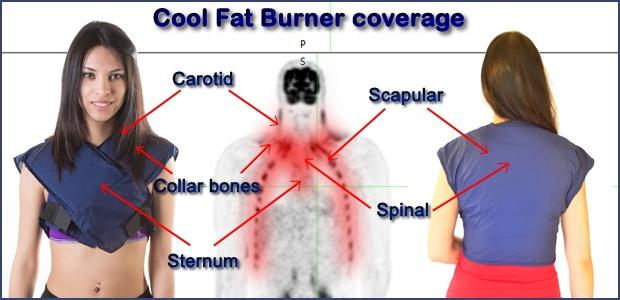 Cool Fat Burner coverage
P
S
Carotid
Scapular
Collar bones
Spinal
Sternum